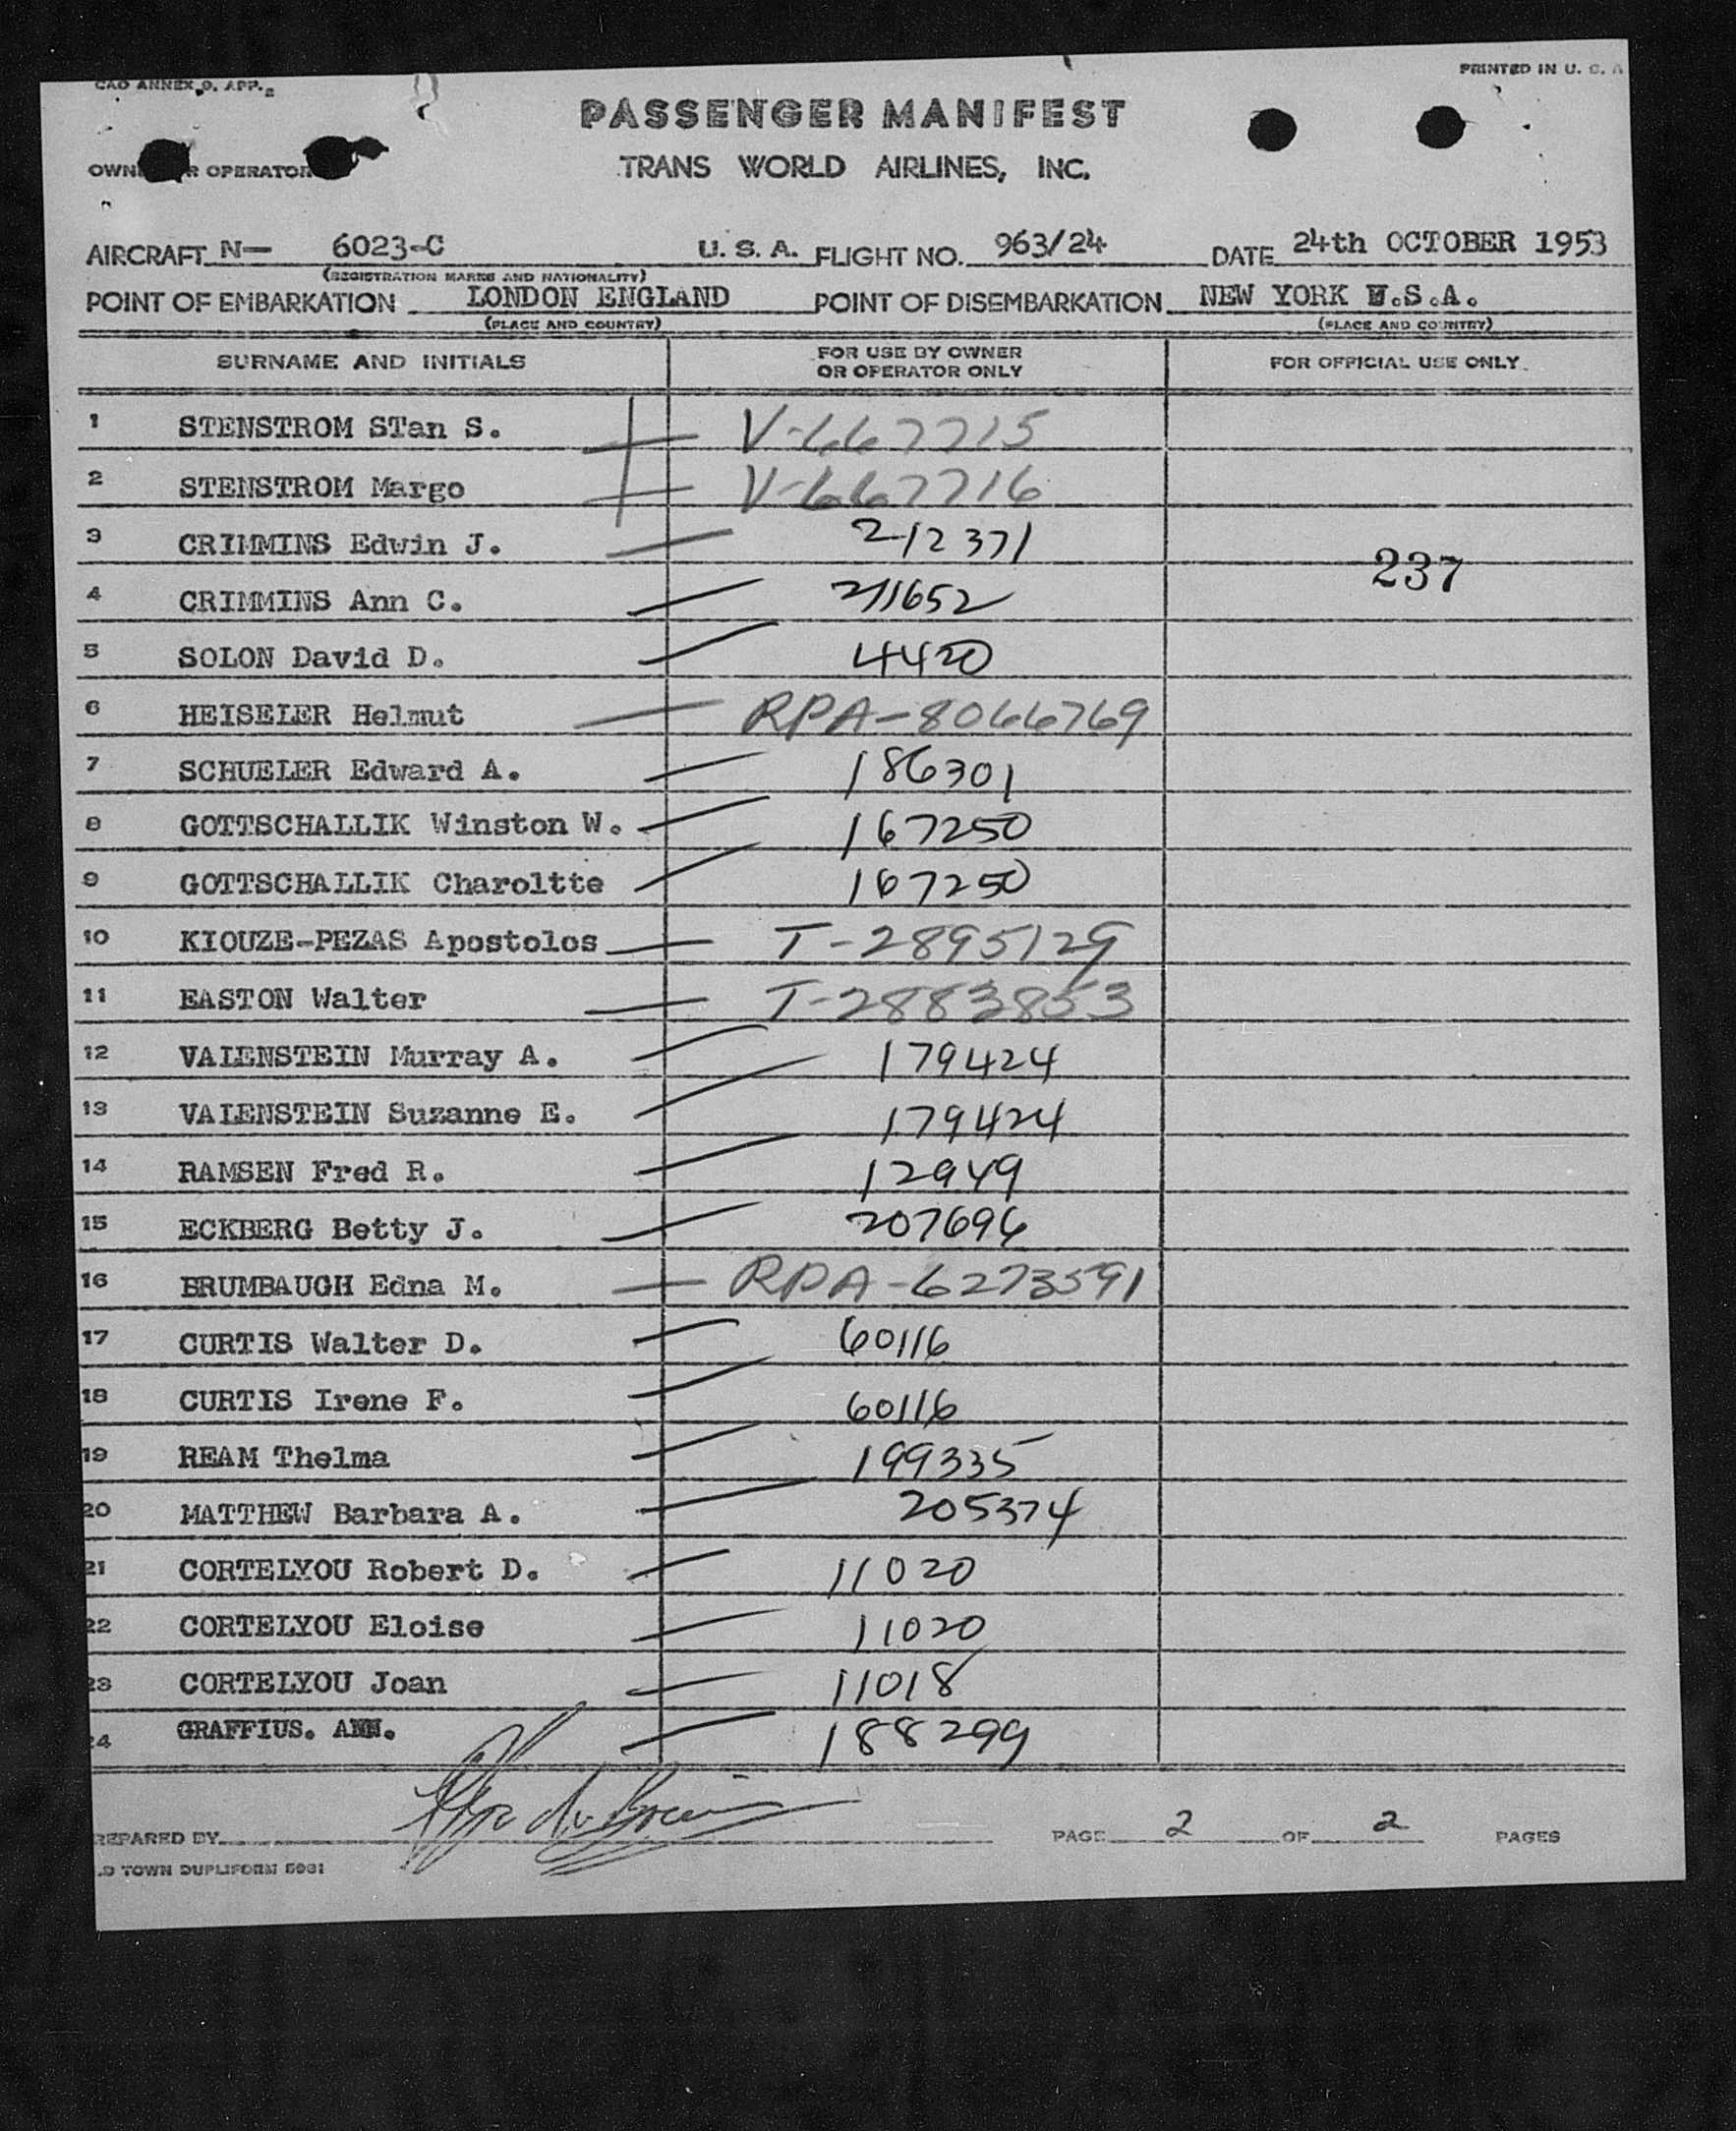 CAO ANNEX 9. APP. 2
PRINTED IN U. S. A
PASSENGER MANIFEST
OWNER OR OPERATOR TRANS WORLD AIRLINES, INC.
AIRCRAFT N— 6023-C U. S. A. FLIGHT NO. 963/24 DATE 24th OCTOBER 1953
(REGISTRATION MARKS AND NATIONALITY)
POINT OF EMBARKATION LONDON ENGLAND POINT OF DISEMBARKATION NEW YORK U.S.A.
(PLACE AND COUNTRY) (PLACE AND COUNTRY)
SURNAME AND INITIALS FOR USE BY OWNER OR OPERATOR ONLY FOR OFFICIAL USE ONLY
1 STENSTROM STan S. V-667715
2 STENSTROM Margo V-667716
3 CRIMMINS Edwin J. 212371
237
4 CRIMMINS Ann C. 211652
5 SOLON David D. 4420
6 HEISELER Helmut RPA-8066769
7 SCHUELER Edward A. 186301
8 GOTTSCHALLIK Winston W. 167250
9 GOTTSCHALLIK Charoltte 167250
10 KIOUZE-PEZAS Apostolos T-2895129
11 EASTON Walter T-2883853
12 VALENSTEIN Murray A. 179424
13 VALENSTEIN Suzanne E. 179424
14 RAMSEN Fred R. 12949
15 ECKBERG Betty J. 207696
16 BRUMBAUGH Edna M. RPA-6273591
17 CURTIS Walter D. 60116
18 CURTIS Irene F. 60116
19 REAM Thelma 199335
20 MATTHEW Barbara A. 205374
21 CORTELYOU Robert D. 11020
22 CORTELYOU Eloise 11020
23 CORTELYOU Joan 11018
24 GRAFFIUS. ANN. 188299
REPARED BY PAGE 2 OF 2 PAGES
LD TOWN DUPLIFORM 5031